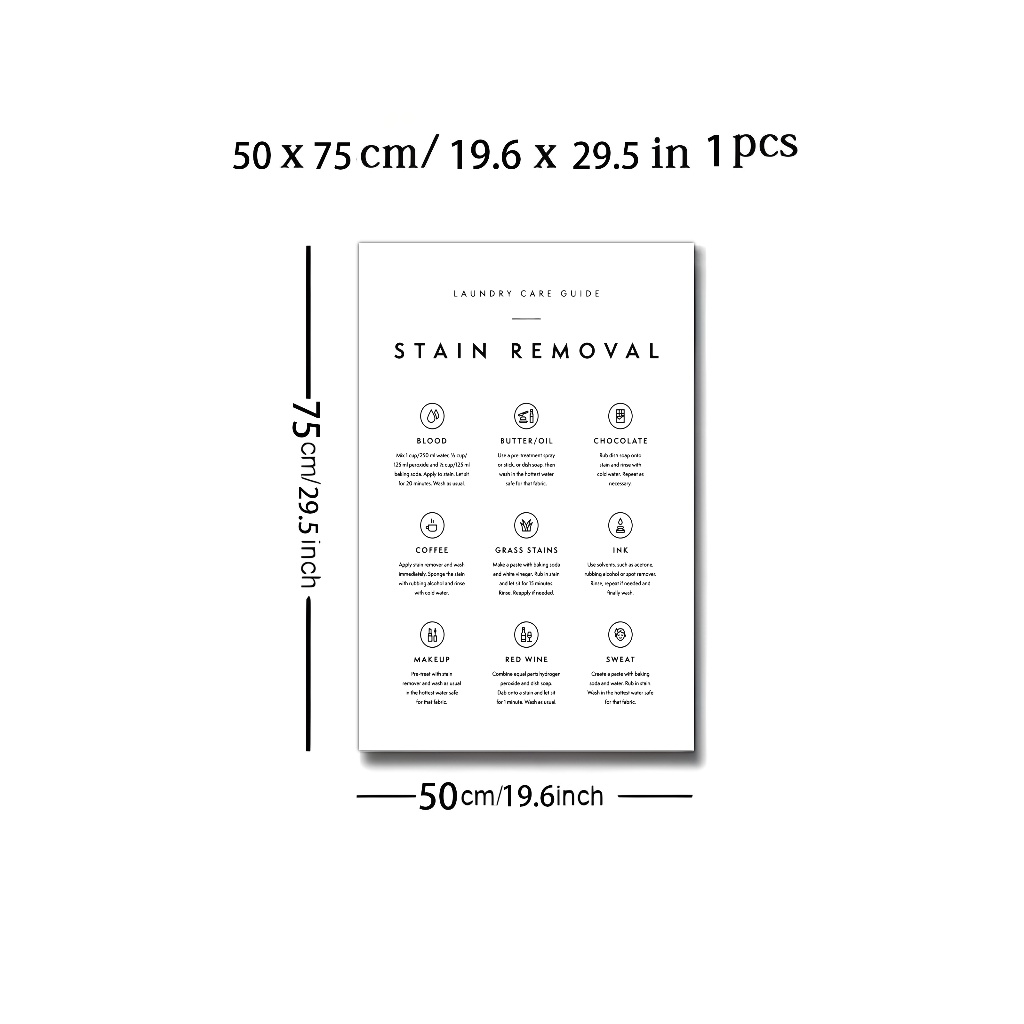 50 x 75 cm/ 19.6 x 29.5 in 1 pcs
LAUNDRY CARE GUIDE
STAIN REMOVAL
BLOOD
Mix 1 cup/250 ml water, ½ cup/
125 ml peroxide and ½ cup/125 ml
baking soda. Apply to stain. Let sit
for 20 minutes. Wash as usual.
BUTTER/OIL
Use a pre treatment spray
or stick, or dish soap, then
wash in the hottest water
safe for that fabric.
CHOCOLATE
Rub dish soap onto
stain and rinse with
cold water. Repeat as
necessary.
COFFEE
Apply stain remover and wash
immediately. Sponge the stain
with rubbing alcohol and rinse
with cold water.
GRASS STAINS
Make a paste with baking soda
and white vinegar. Rub in stain
and let sit for 15 minutes.
Rinse. Reapply if needed.
INK
Use solvents, such as acetone,
rubbing alcohol or spot remover.
Rinse, repeat if needed and
finally wash.
MAKEUP
Pre-treat with stain
remover and wash as usual
in the hottest water safe
for that fabric.
RED WINE
Combine equal parts hydrogen
peroxide and dish soap.
Dab onto a stain and let sit
for 1 minute. Wash as usual.
SWEAT
Create a paste with baking
soda and water. Rub in stain.
Wash in the hottest water safe
for that fabric.
75cm/29.5inch
50cm/19.6inch